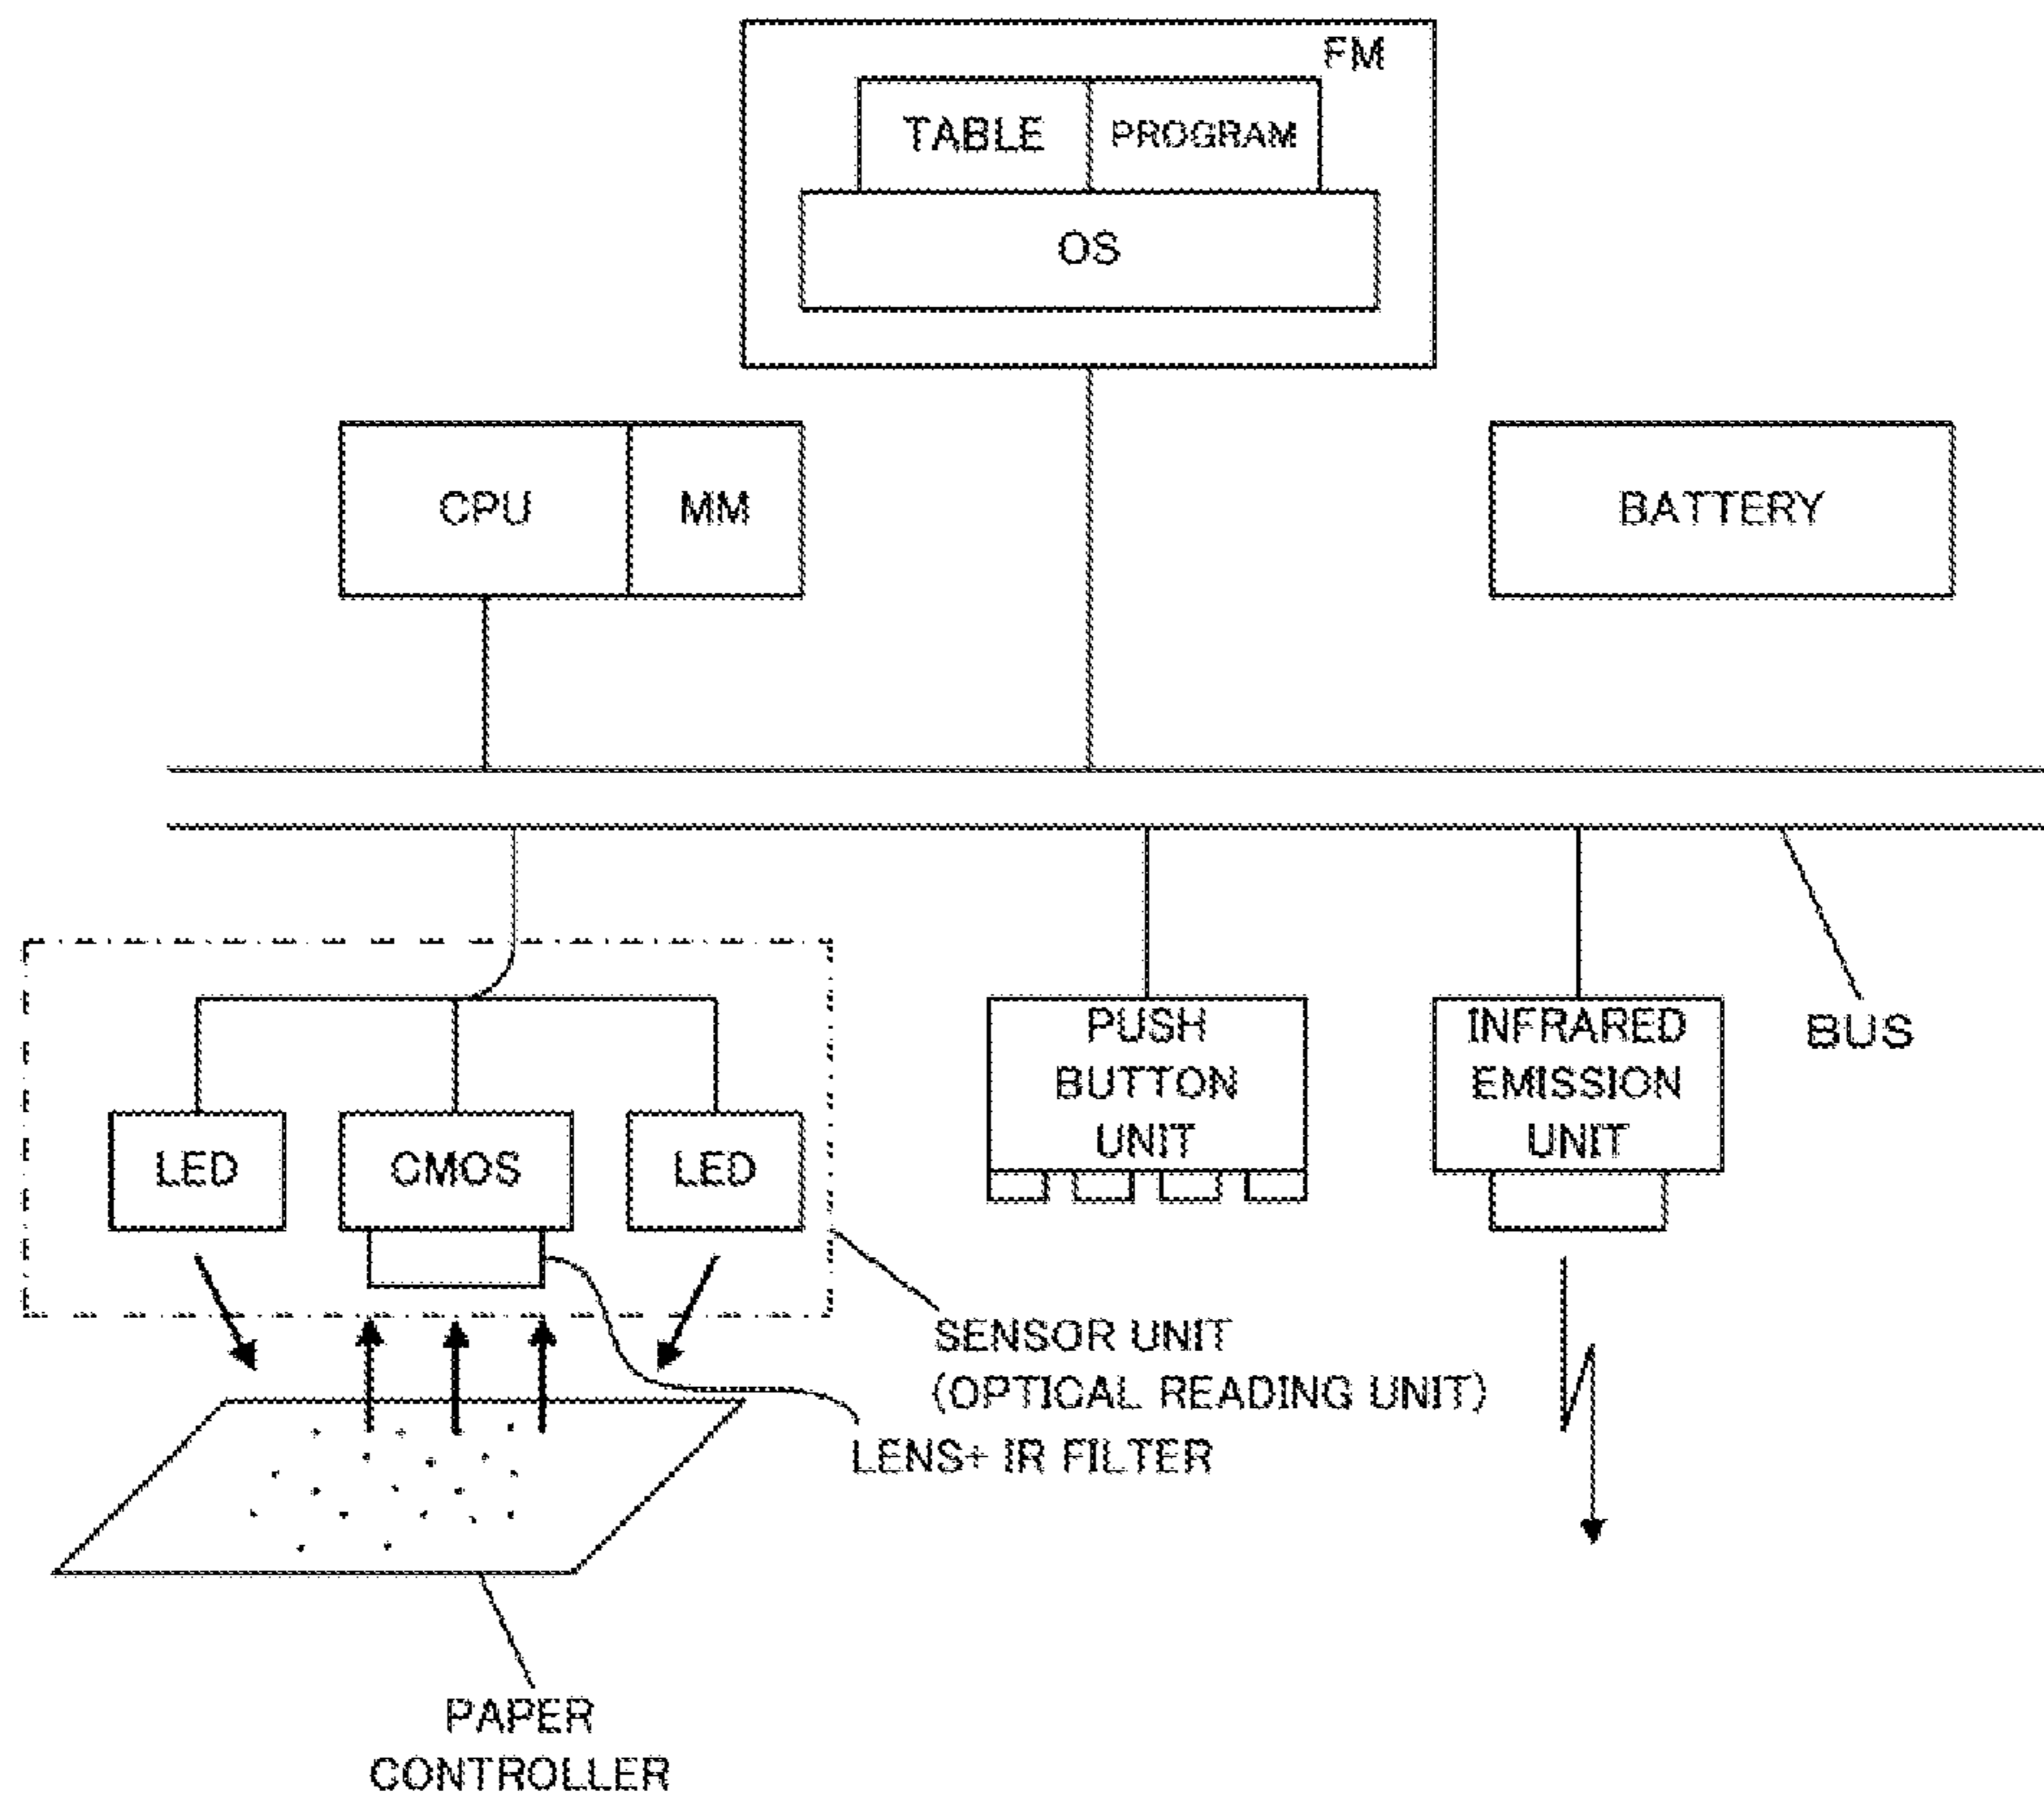 FM
TABLE
PROGRAM
OS
CPU
MM
BATTERY
BUS
PUSH
BUTTON
UNIT
INFRARED
EMISSION
UNIT
LED
CMOS
LED
SENSOR UNIT
(OPTICAL READING UNIT)
LENS+ IR FILTER
PAPER
CONTROLLER